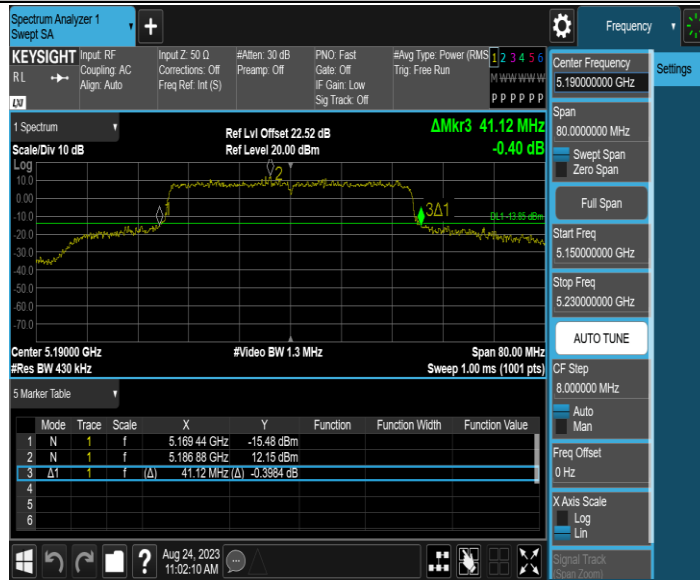 Spectrum Analyzer 1
Swept SA
+
Frequency
KEYSIGHT
RL
LXI
Input: RF
Coupling: AC
Align: Auto
Input Z: 50 Ω
Corrections: Off
Freq Ref: Int (S)
#Atten: 30 dB
Preamp: Off
PNO: Fast
Gate: Off
IF Gain: Low
Sig Track: Off
#Avg Type: Power (RMS
Trig: Free Run
1 2 3 4 5 6
M W W W W W
P P P P P P
Center Frequency
5.190000000 GHz
Settings
Span
80.0000000 MHz
Swept Span
Zero Span
Full Span
Start Freq
5.150000000 GHz
Stop Freq
5.230000000 GHz
AUTO TUNE
CF Step
8.000000 MHz
Auto
Man
Freq Offset
0 Hz
X Axis Scale
Log
Lin
Signal Track
(Span Zoom)
1 Spectrum
Scale/Div 10 dB
Ref Lvl Offset 22.52 dB
Ref Level 20.00 dBm
ΔMkr3 41.12 MHz
-0.40 dB
Log
10.0
0.00
-10.0
-20.0
-30.0
-40.0
-50.0
-60.0
-70.0
1
2
3Δ1
DL1 -13.85 dBm
Center 5.19000 GHz
#Video BW 1.3 MHz
Span 80.00 MHz
#Res BW 430 kHz
Sweep 1.00 ms (1001 pts)
5 Marker Table
Mode Trace Scale X Y Function Function Width Function Value
1 N 1 f 5.169 44 GHz -15.48 dBm
2 N 1 f 5.186 88 GHz 12.15 dBm
3 Δ1 1 f (Δ) 41.12 MHz (Δ) -0.3984 dB
4
5
6
?
Aug 24, 2023
11:02:10 AM